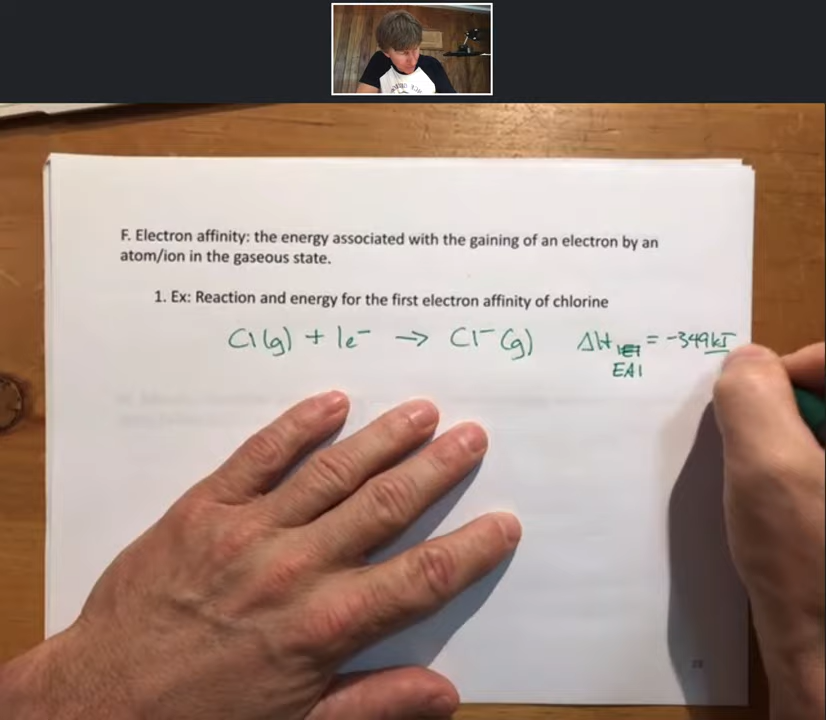 F. Electron affinity: the energy associated with the gaining of an electron by an
atom/ion in the gaseous state.
1. Ex: Reaction and energy for the first electron affinity of chlorine
Cl(g) + 1e⁻ → Cl⁻(g) ΔH = -349kJ
EA1